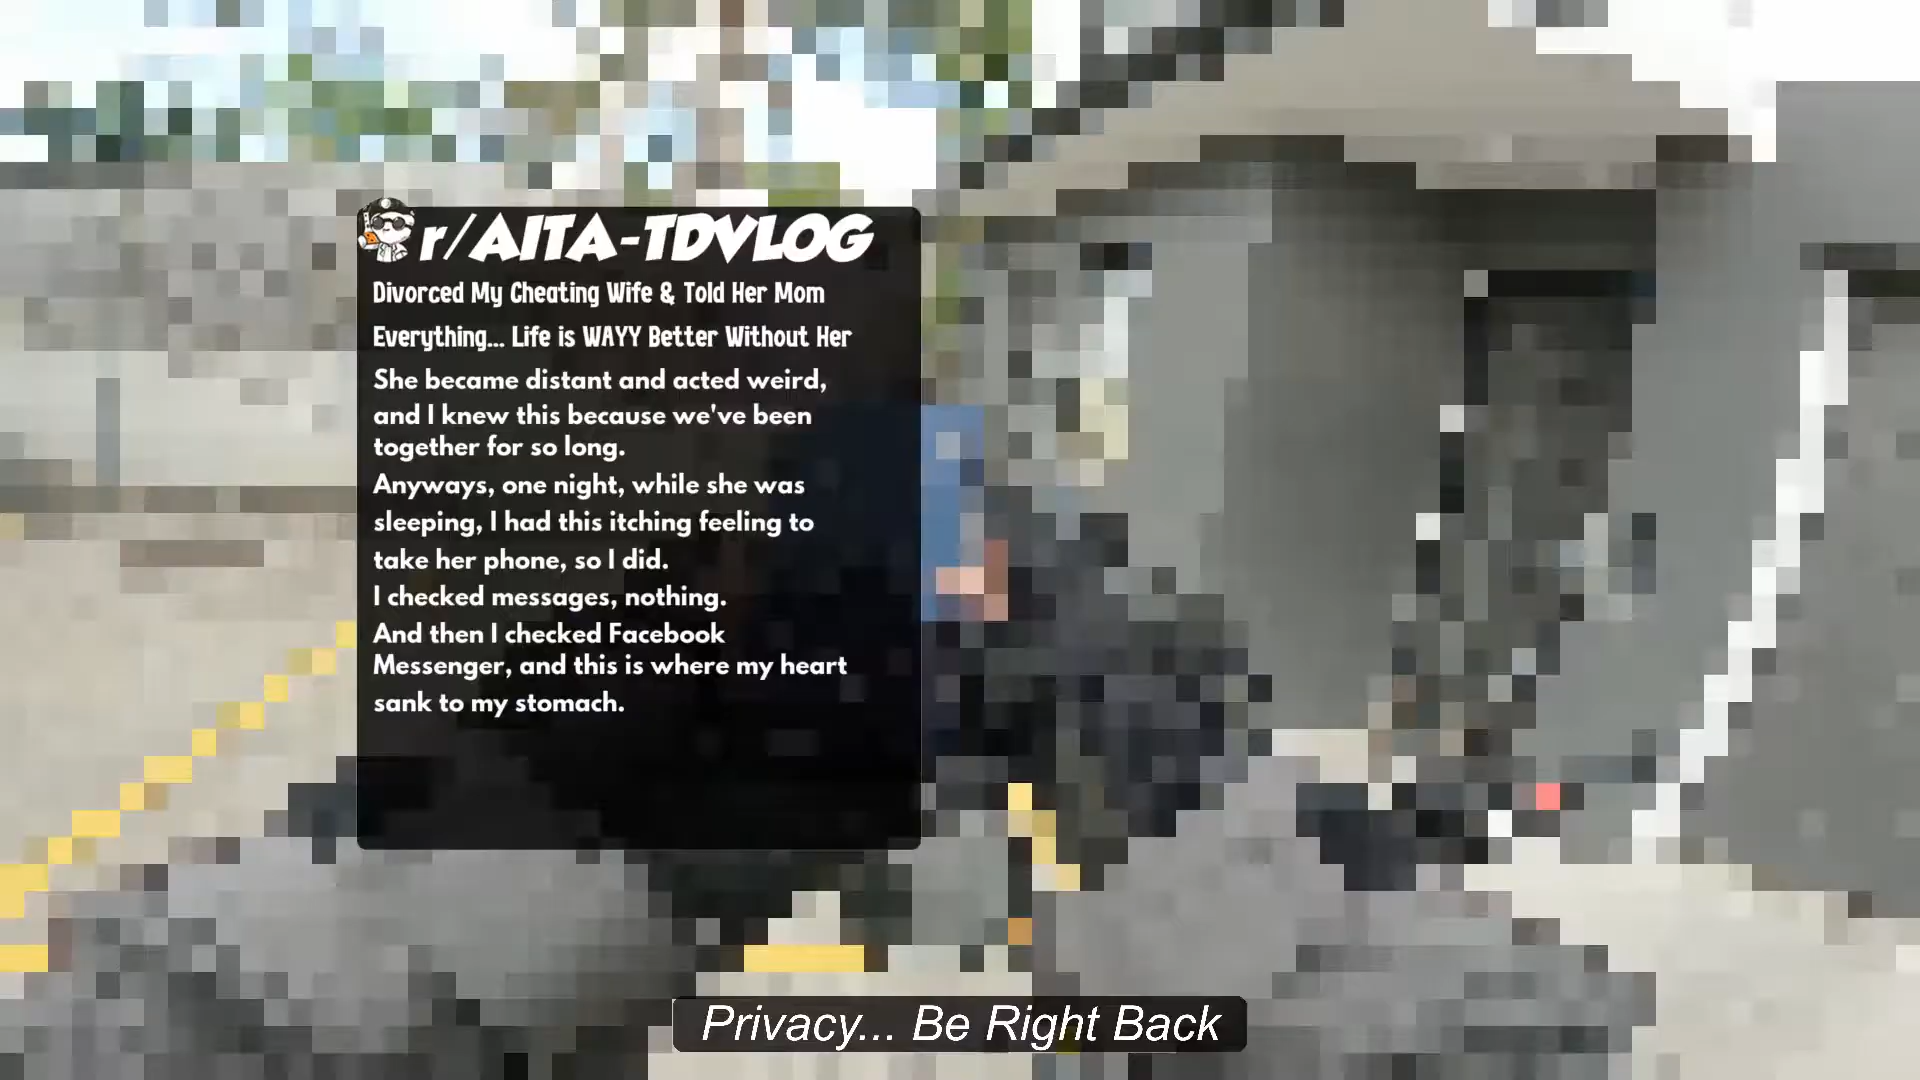 r/AITA-TDVLOG
Divorced My Cheating Wife & Told Her Mom
Everything... Life is WAYY Better Without Her
She became distant and acted weird,
and I knew this because we've been
together for so long.
Anyways, one night, while she was
sleeping, I had this itching feeling to
take her phone, so I did.
I checked messages, nothing.
And then I checked Facebook
Messenger, and this is where my heart
sank to my stomach.
Privacy... Be Right Back